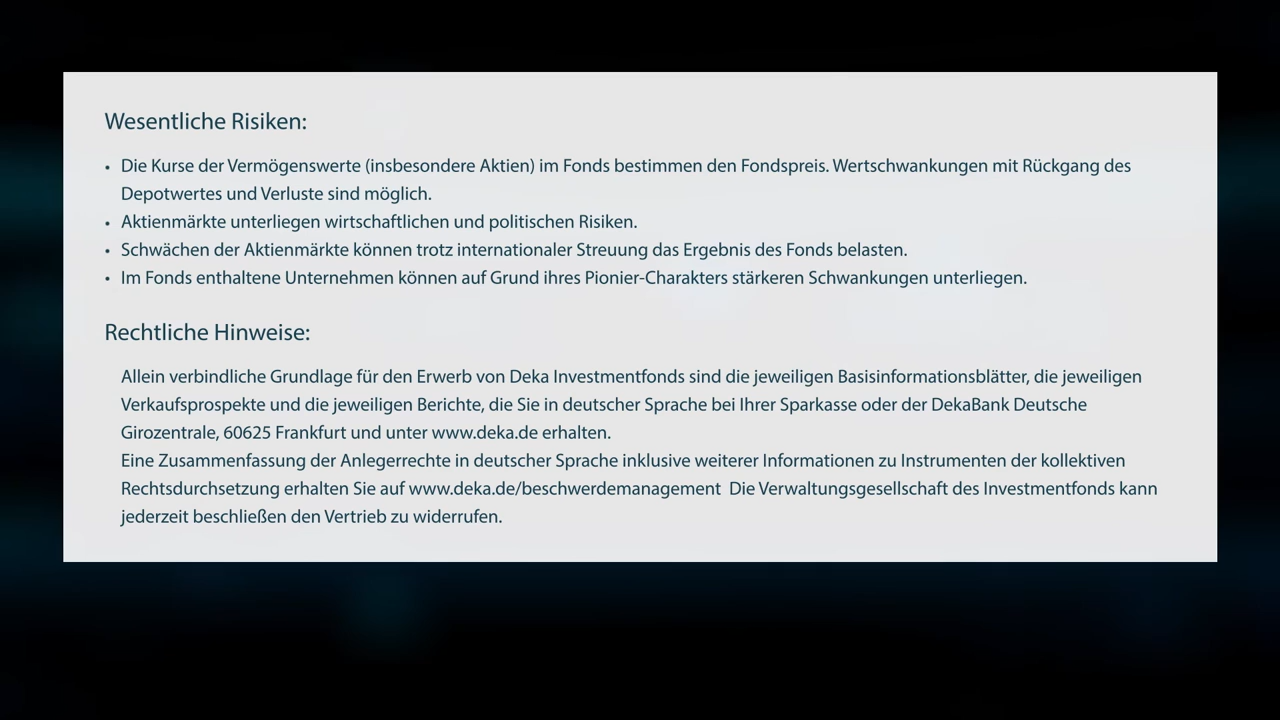 Wesentliche Risiken:
• Die Kurse der Vermögenswerte (insbesondere Aktien) im Fonds bestimmen den Fondspreis. Wertschwankungen mit Rückgang des
Depotwertes und Verluste sind möglich.
• Aktienmärkte unterliegen wirtschaftlichen und politischen Risiken.
• Schwächen der Aktienmärkte können trotz internationaler Streuung das Ergebnis des Fonds belasten.
• Im Fonds enthaltene Unternehmen können auf Grund ihres Pionier-Charakters stärkeren Schwankungen unterliegen.
Rechtliche Hinweise:
Allein verbindliche Grundlage für den Erwerb von Deka Investmentfonds sind die jeweiligen Basisinformationsblätter, die jeweiligen
Verkaufsprospekte und die jeweiligen Berichte, die Sie in deutscher Sprache bei Ihrer Sparkasse oder der DekaBank Deutsche
Girozentrale, 60625 Frankfurt und unter www.deka.de erhalten.
Eine Zusammenfassung der Anlegerrechte in deutscher Sprache inklusive weiterer Informationen zu Instrumenten der kollektiven
Rechtsdurchsetzung erhalten Sie auf www.deka.de/beschwerdemanagement  Die Verwaltungsgesellschaft des Investmentfonds kann
jederzeit beschließen den Vertrieb zu widerrufen.